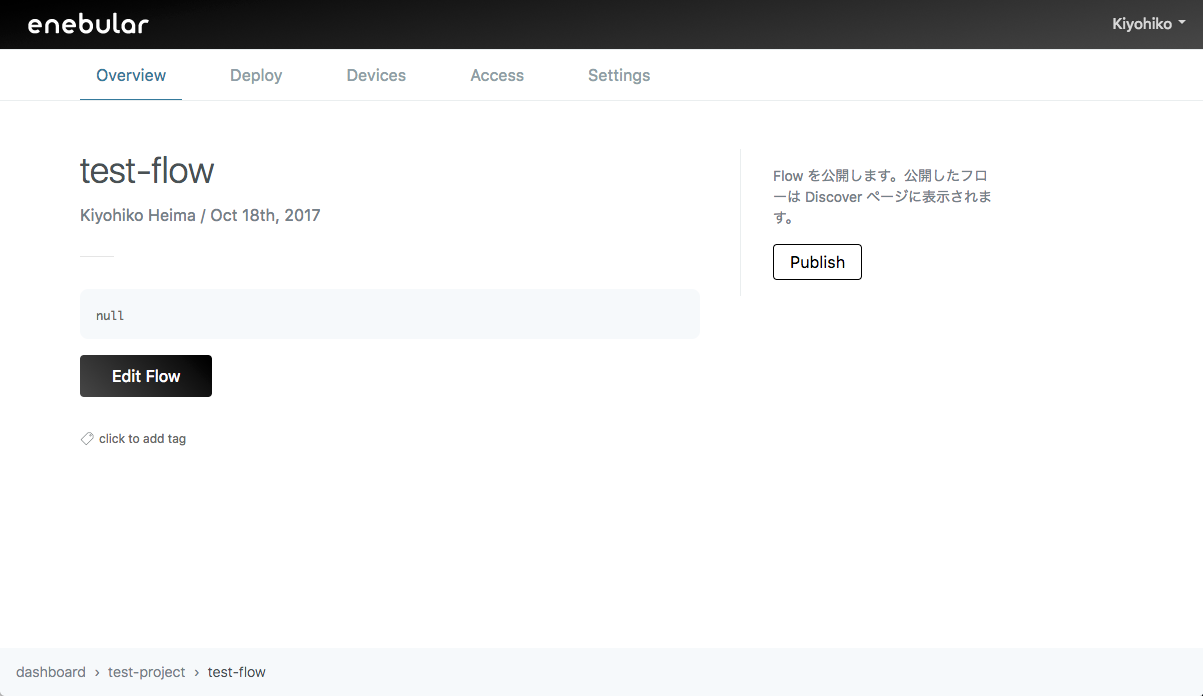 enebular
Kiyohiko
Overview
Deploy
Devices
Access
Settings
test-flow
Kiyohiko Heima / Oct 18th, 2017
null
Edit Flow
click to add tag
Flow を公開します。公開したフロ
ーは Discover ページに表示されま
す。
Publish
dashboard › test-project › test-flow